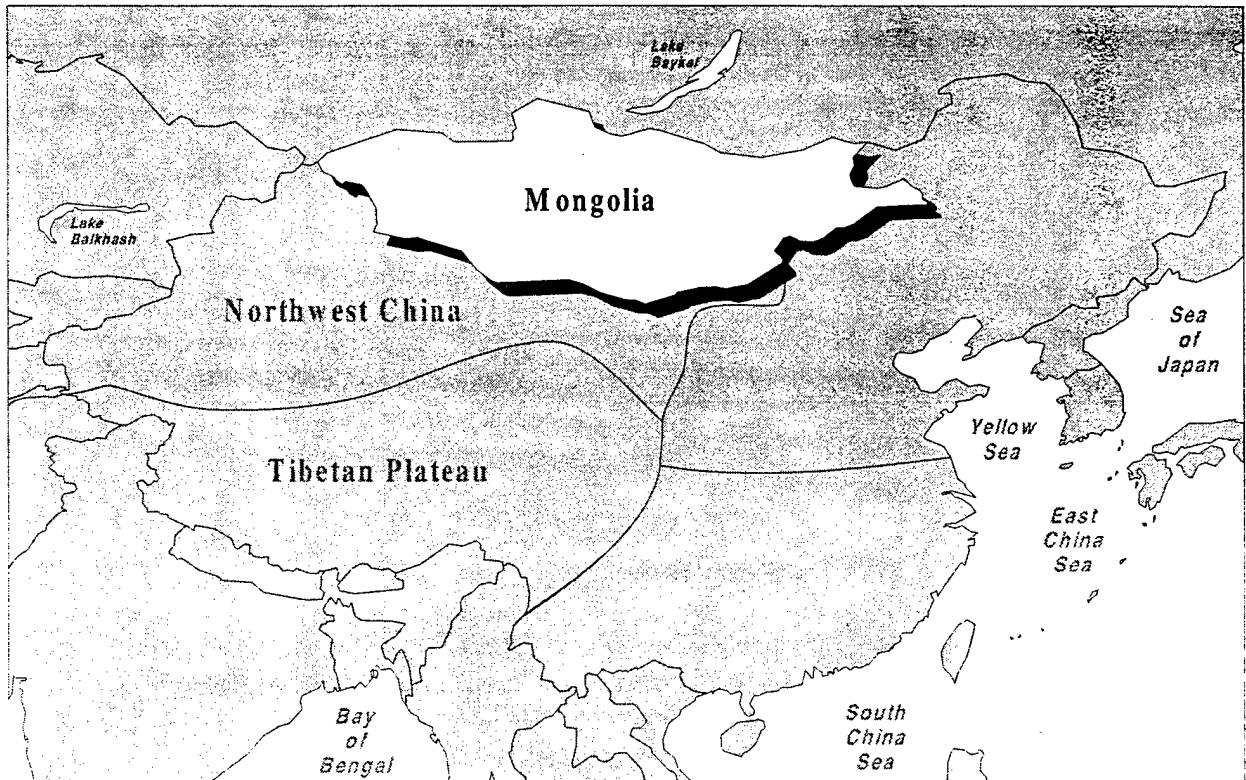 Lake
Baykal
Mongolia
Lake
Balkhash
Northwest China
Sea
of
Japan
Yellow
Sea
Tibetan Plateau
East
China
Sea
Bay
of
Bengal
South
China
Sea